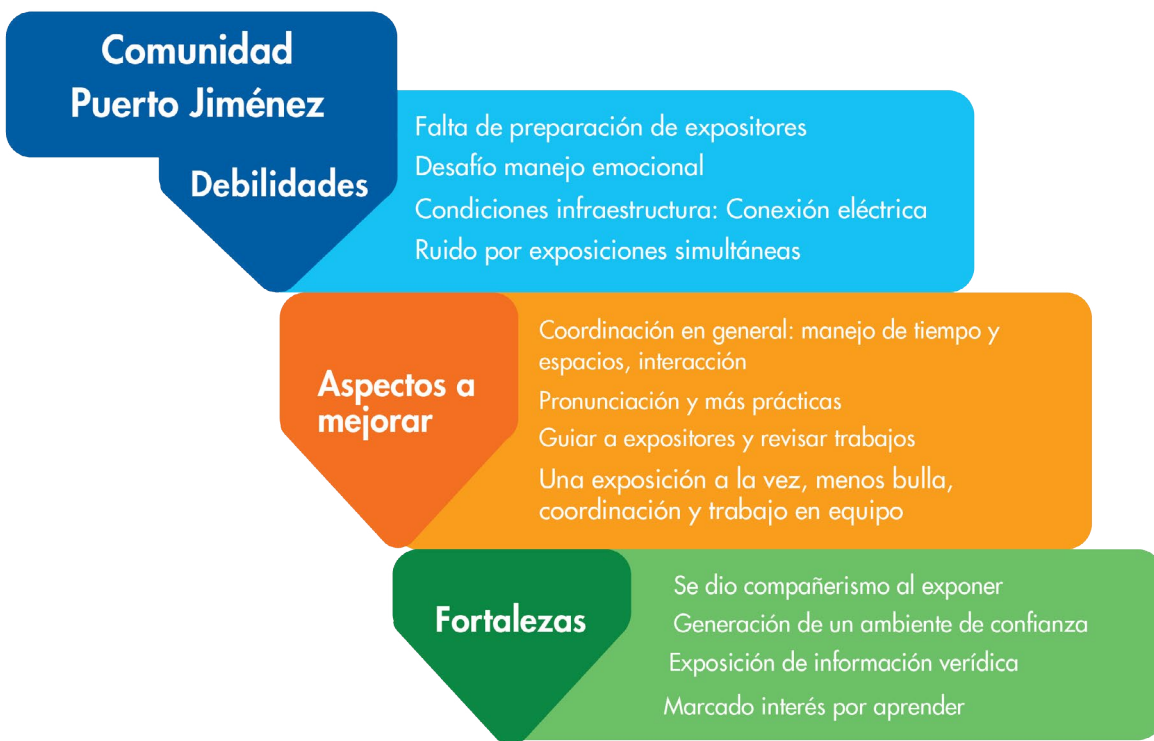 Comunidad
Puerto Jiménez
Debilidades
Falta de preparación de expositores
Desafío manejo emocional
Condiciones infraestructura: Conexión eléctrica
Ruido por exposiciones simultáneas
Aspectos a
mejorar
Coordinación en general: manejo de tiempo y
espacios, interacción
Pronunciación y más prácticas
Guiar a expositores y revisar trabajos
Una exposición a la vez, menos bulla,
coordinación y trabajo en equipo
Fortalezas
Se dio compañerismo al exponer
Generación de un ambiente de confianza
Exposición de información verídica
Marcado interés por aprender